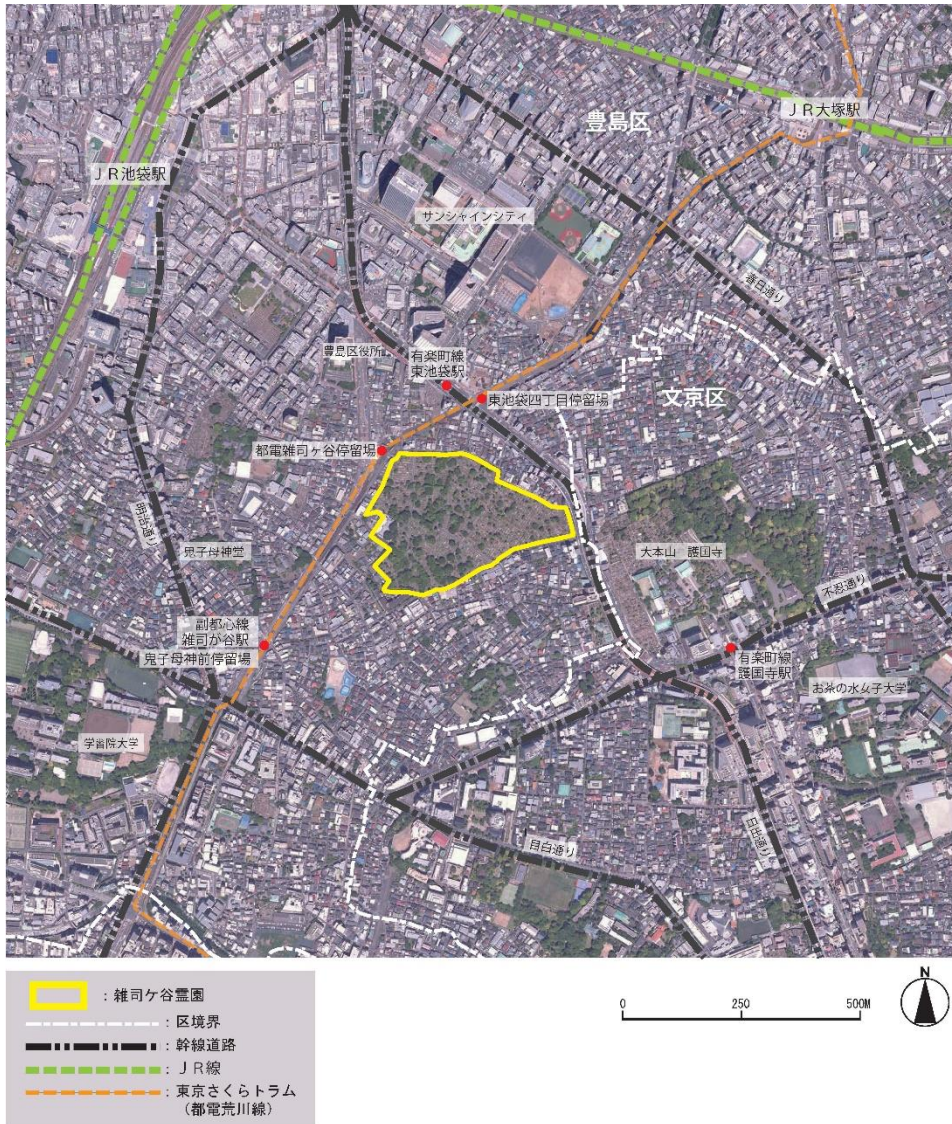 豊島区
ＪＲ大塚駅
ＪＲ池袋駅
サンシャインシティ
春日通り
豊島区役所
有楽町線
東池袋駅
東池袋四丁目停留場
文京区
都電雑司ヶ谷停留場
明治通り
鬼子母神堂
大本山　護国寺
不忍通り
副都心線
雑司が谷駅
鬼子母神前停留場
有楽町線
護国寺駅
お茶の水女子大学
学習院大学
目白通り
日出通り
：雑司ケ谷霊園
：区境界
：幹線道路
：ＪＲ線
：東京さくらトラム
（都電荒川線）
0 250 500M
N